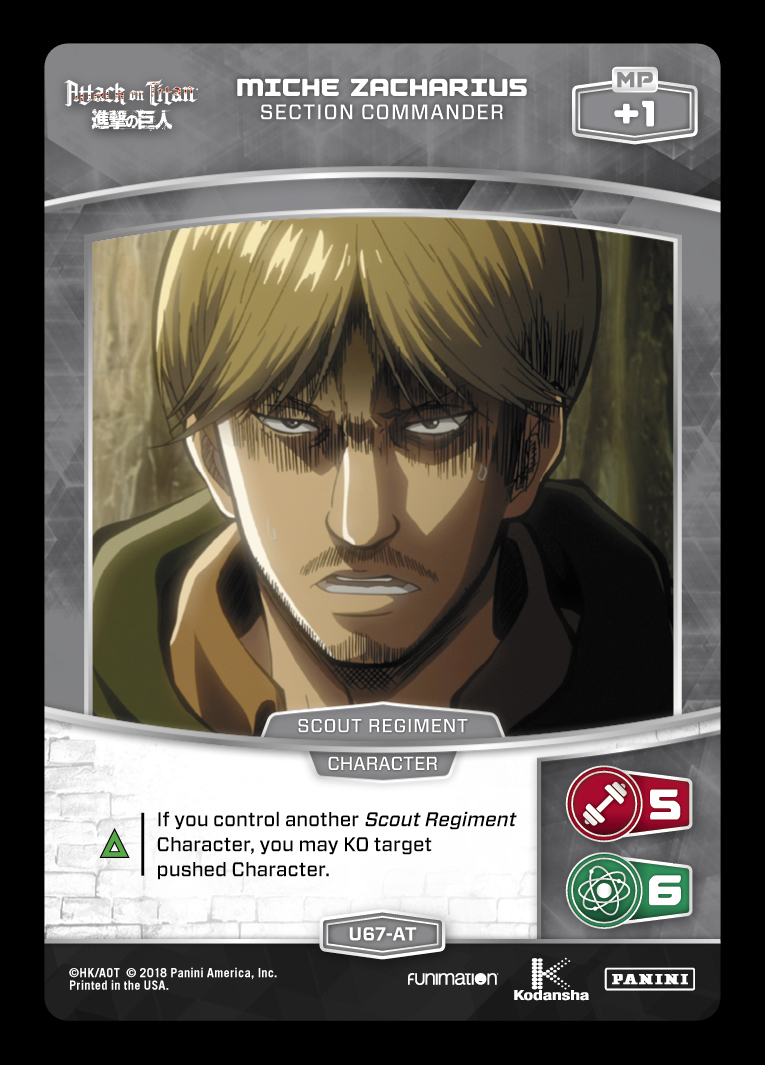 Attack on Titan
進撃の巨人
MICHE ZACHARIUS
SECTION COMMANDER
MP
+1
SCOUT REGIMENT
CHARACTER
If you control another Scout Regiment
Character, you may KO target
pushed Character.
5
6
U67-AT
©HK/AOT © 2018 Panini America, Inc.
Printed in the USA.
FUNIMATION
Kodansha
PANINI